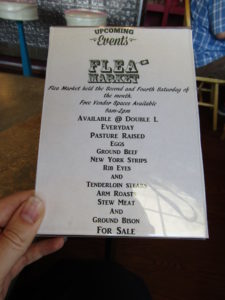 UPCOMING
Events
FLEA
MARKET
Flea Market held the Second and Fourth Saturday of
the month.
Free Vendor Spaces Available
8am-2pm
Available @ Double L
Everyday
Pasture Raised
Eggs
Ground Beef
New York Strips
Rib Eyes
and
Tenderloin steaks
Arm Roasts
Stew Meat
And
Ground Bison
For Sale